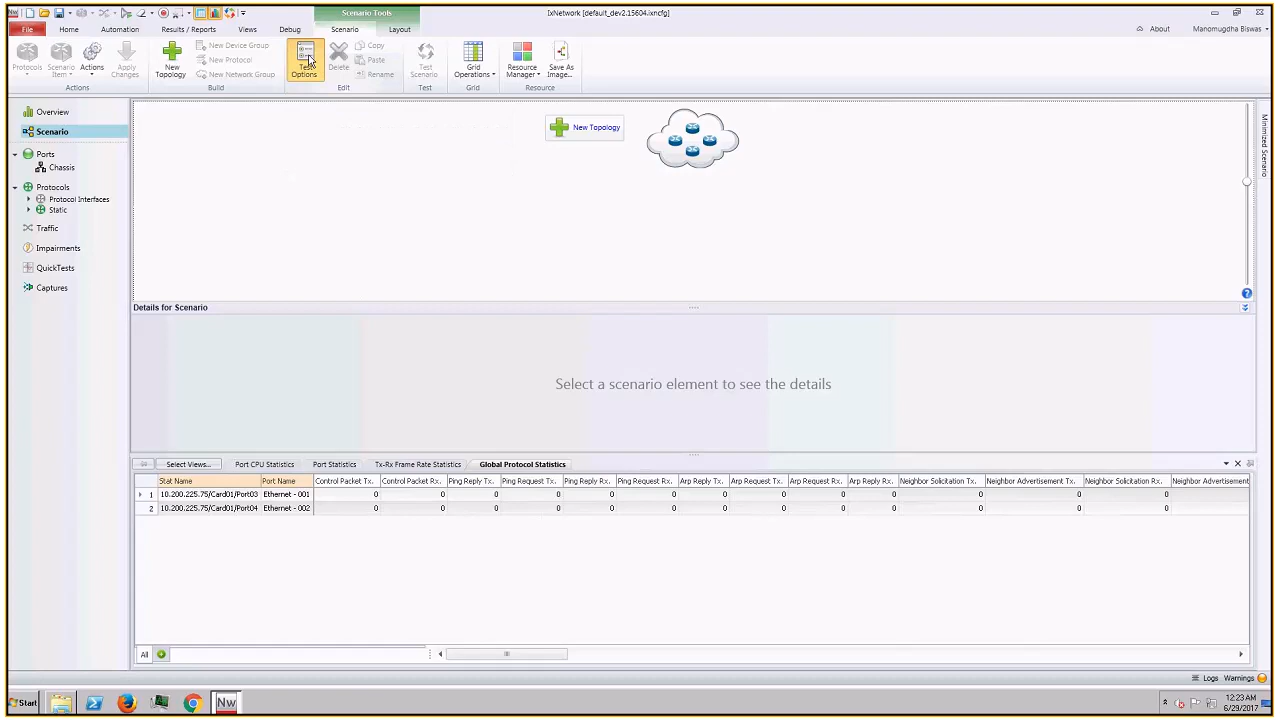 Scenario Tools
IxNetwork [default_dev2.15604.ixncfg]
File Home Automation Results / Reports Views Debug Scenario Layout About Manomugdha Biswas
Protocols
Scenario Item
Actions
Apply Changes
Actions
New Topology
New Device Group
New Protocol
New Network Group
Build
Test Options
Delete
Copy
Paste
Rename
Edit
Test Scenario
Test
Grid Operations
Grid
Resource Manager
Save As Image...
Resource
Overview
Scenario
Ports
Chassis
Protocols
Protocol Interfaces
Static
Traffic
Impairments
QuickTests
Captures
New Topology
Minimized Scenario
Details for Scenario
Select a scenario element to see the details
Select Views... Port CPU Statistics Port Statistics Tx-Rx Frame Rate Statistics Global Protocol Statistics
Stat Name Port Name Control Packet Tx. Control Packet Rx. Ping Reply Tx. Ping Request Tx. Ping Reply Rx. Ping Request Rx. Arp Reply Tx. Arp Request Tx. Arp Request Rx. Arp Reply Rx. Neighbor Solicitation Tx. Neighbor Advertisement Tx. Neighbor Solicitation Rx. Neighbor Advertisement
1 10.200.225.75/Card01/Port03 Ethernet - 001 0 0 0 0 0 0 0 0 0 0 0 0 0
2 10.200.225.75/Card01/Port04 Ethernet - 002 0 0 0 0 0 0 0 0 0 0 0 0 0
All
Logs Warnings
Start
Nw
12:23 AM
6/29/2017